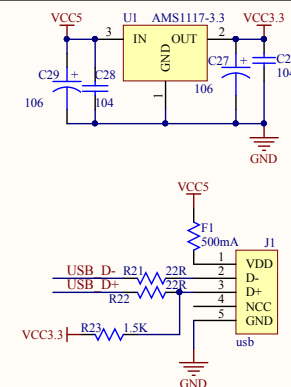 VCC5 U1 AMS1117-3.3 VCC3.3
3 IN OUT 2
GND
C29 + C28 C27 +
106 104 106 104
1
GND
VCC5
F1
500mA J1
1 VDD
USB D- R21 22R 2 D-
USB D+ 22R 3 D+
R22 4 NCC
5 GND
VCC3.3 R23 1.5K
usb
GND